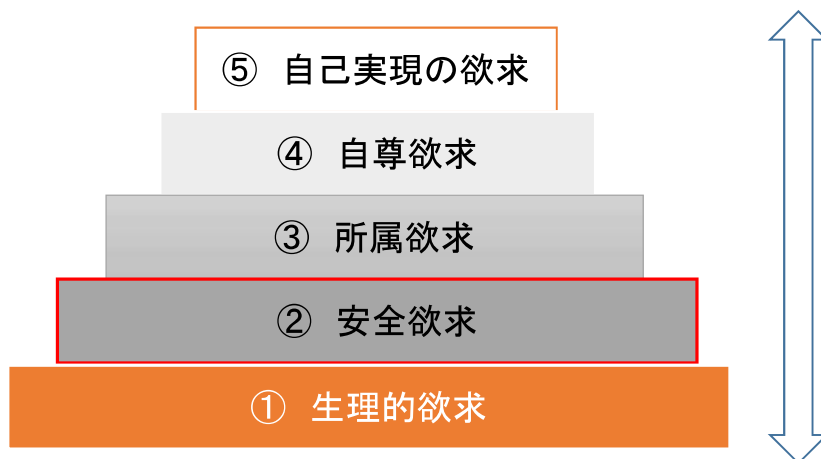 ⑤ 自己実現の欲求
④ 自尊欲求
③ 所属欲求
② 安全欲求
① 生理的欲求